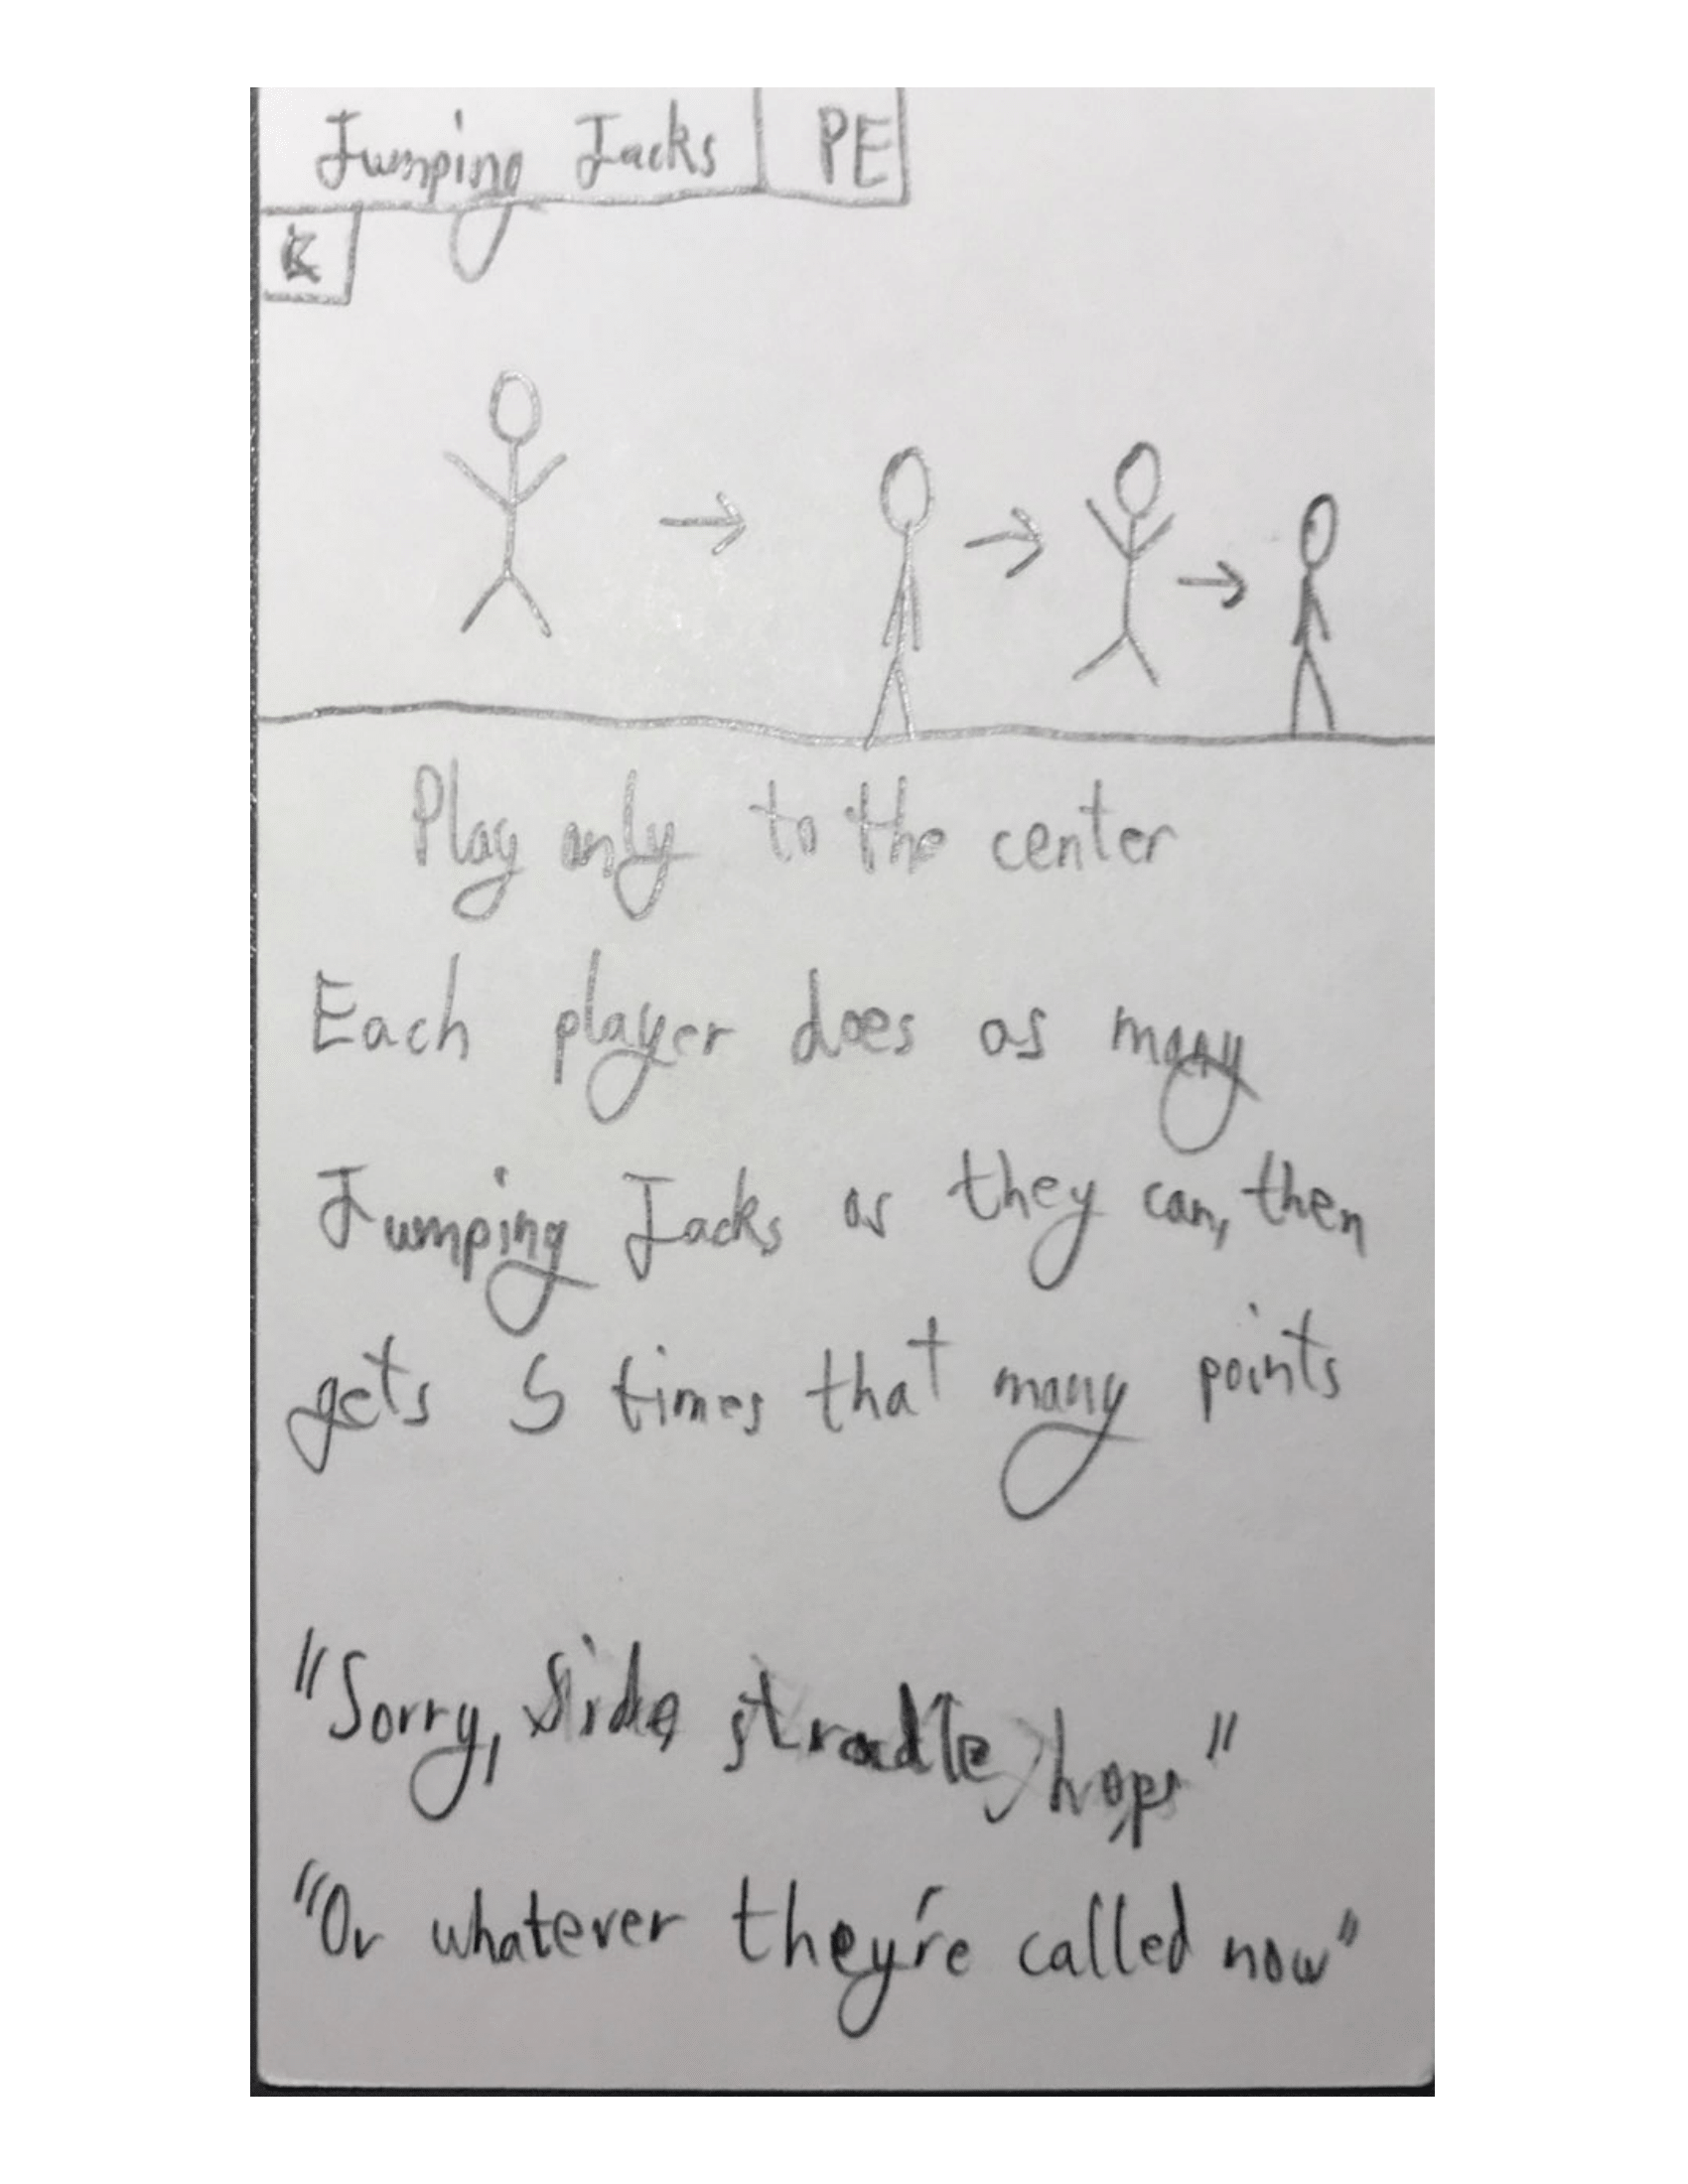 Jumping Jacks PE
K
Play only to the center
Each player does as many
Jumping Jacks as they can, then
gets 5 times that many points
"Sorry, Side stradle hops"
"Or whatever they're called now"